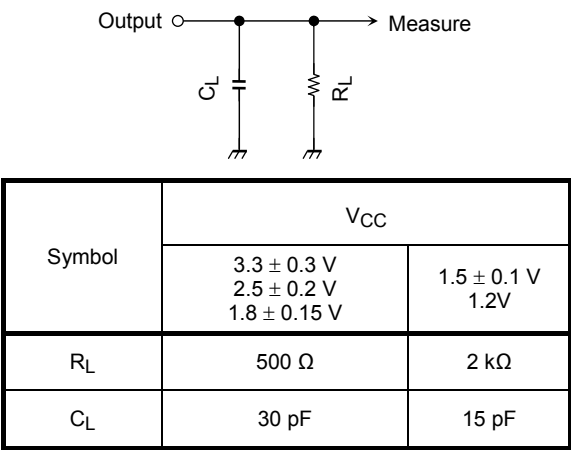 Output
Measure
CL
RL
Symbol
VCC
3.3 ± 0.3 V
2.5 ± 0.2 V
1.8 ± 0.15 V
1.5 ± 0.1 V
1.2V
RL
500 Ω
2 kΩ
CL
30 pF
15 pF